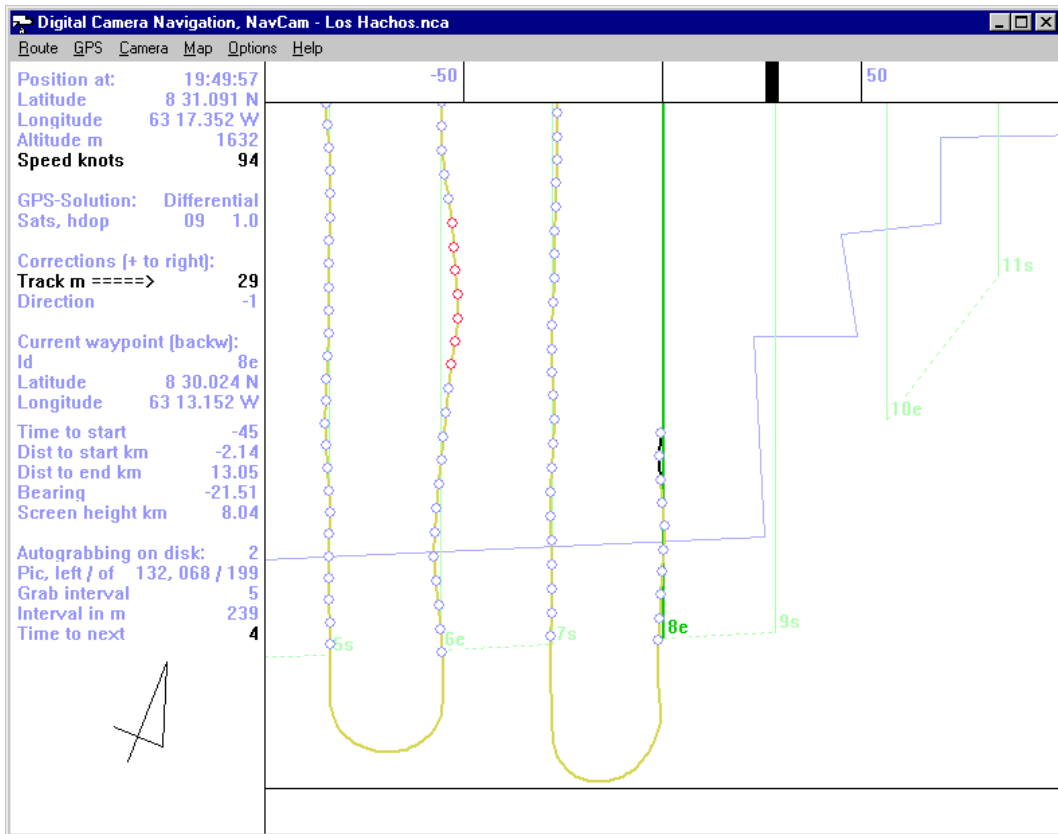 Digital Camera Navigation, NavCam - Los Hachos.nca
Route GPS Camera Map Options Help
Position at: 19:49:57
Latitude 8 31.091 N
Longitude 63 17.352 W
Altitude m 1632
Speed knots 94
GPS-Solution: Differential
Sats, hdop 09 1.0
Corrections (+ to right):
Track m =====> 29
Direction -1
Current waypoint (backw):
Id 8e
Latitude 8 30.024 N
Longitude 63 13.152 W
Time to start -45
Dist to start km -2.14
Dist to end km 13.05
Bearing -21.51
Screen height km 8.04
Autograbbing on disk: 2
Pic, left / of 132, 068 / 199
Grab interval 5
Interval in m 239
Time to next 4
-50 50
11s
10e
5s 6e 7s 8e 9s